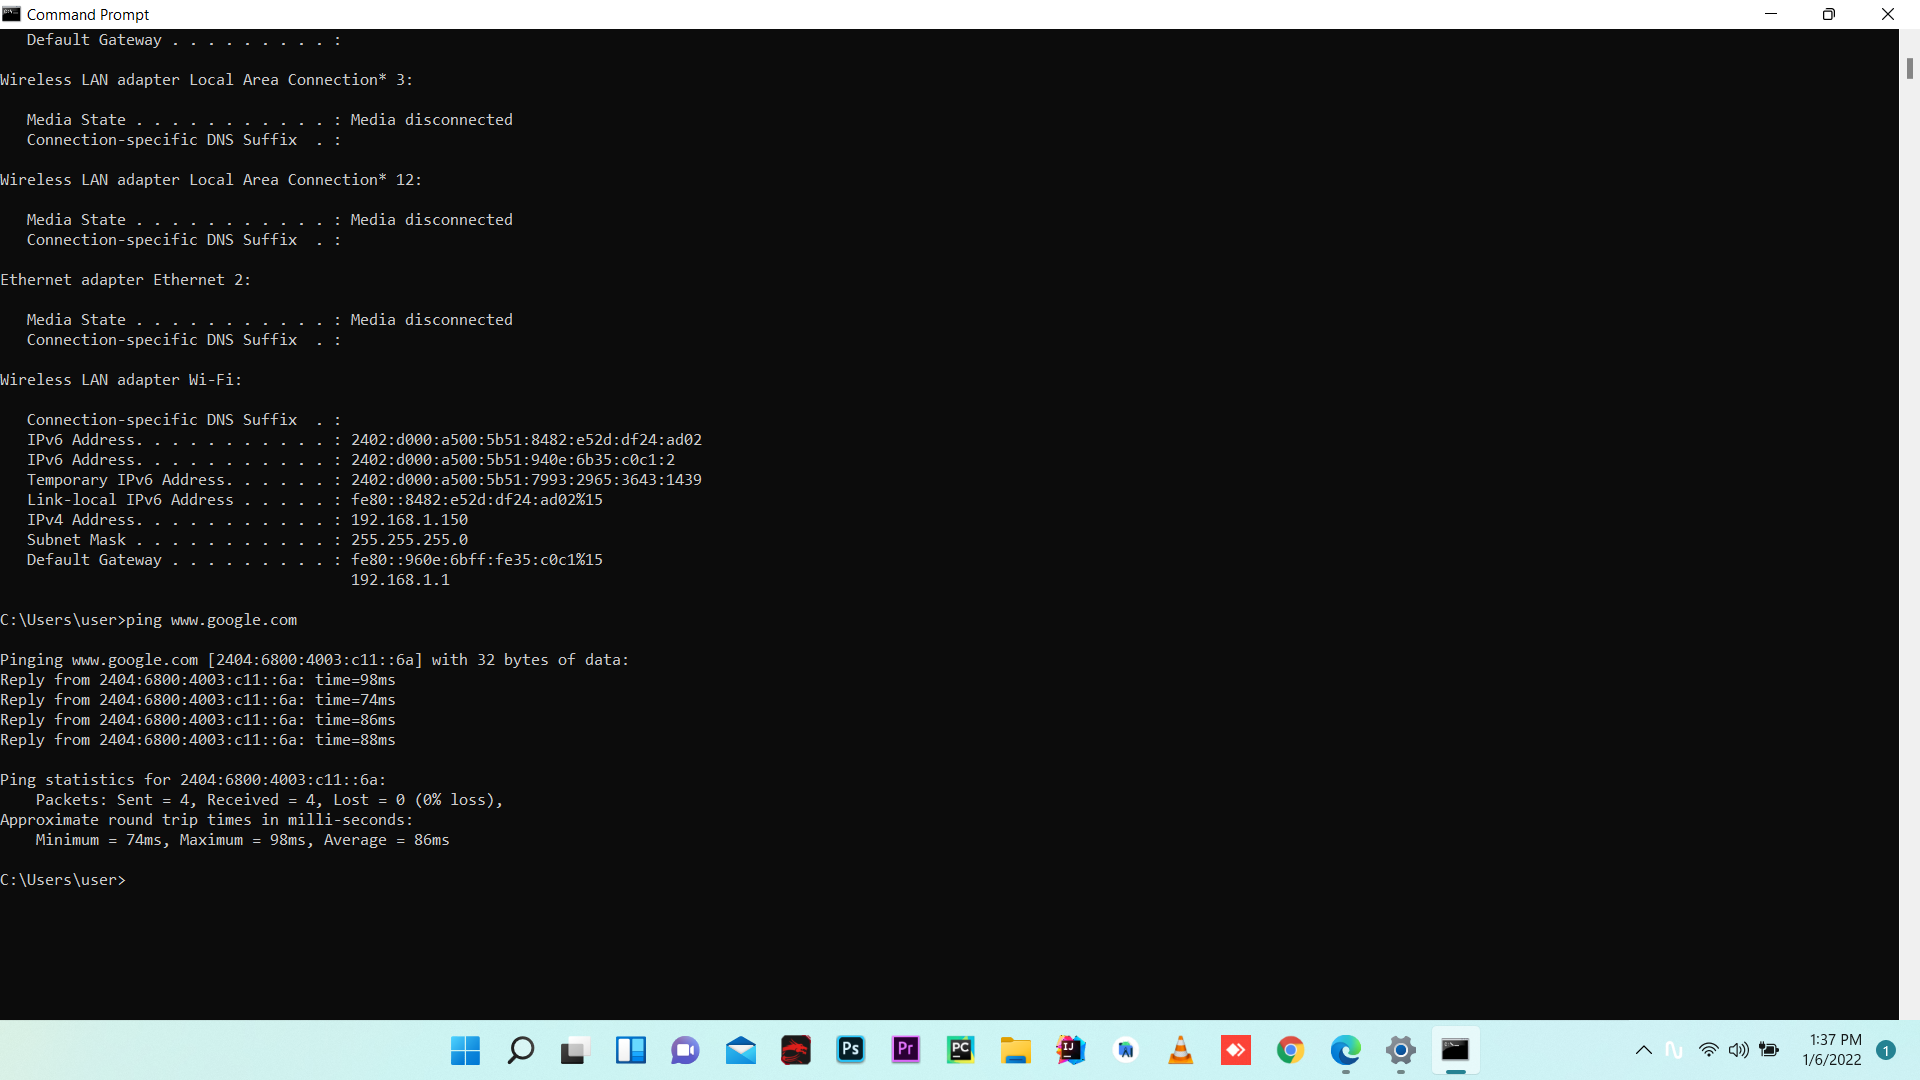 Command Prompt
   Default Gateway . . . . . . . . . :
Wireless LAN adapter Local Area Connection* 3:
   Media State . . . . . . . . . . . : Media disconnected
   Connection-specific DNS Suffix  . :
Wireless LAN adapter Local Area Connection* 12:
   Media State . . . . . . . . . . . : Media disconnected
   Connection-specific DNS Suffix  . :
Ethernet adapter Ethernet 2:
   Media State . . . . . . . . . . . : Media disconnected
   Connection-specific DNS Suffix  . :
Wireless LAN adapter Wi-Fi:
   Connection-specific DNS Suffix  . :
   IPv6 Address. . . . . . . . . . . : 2402:d000:a500:5b51:8482:e52d:df24:ad02
   IPv6 Address. . . . . . . . . . . : 2402:d000:a500:5b51:940e:6b35:c0c1:2
   Temporary IPv6 Address. . . . . . : 2402:d000:a500:5b51:7993:2965:3643:1439
   Link-local IPv6 Address . . . . . : fe80::8482:e52d:df24:ad02%15
   IPv4 Address. . . . . . . . . . . : 192.168.1.150
   Subnet Mask . . . . . . . . . . . : 255.255.255.0
   Default Gateway . . . . . . . . . : fe80::960e:6bff:fe35:c0c1%15
                                       192.168.1.1
C:\Users\user>ping www.google.com
Pinging www.google.com [2404:6800:4003:c11::6a] with 32 bytes of data:
Reply from 2404:6800:4003:c11::6a: time=98ms
Reply from 2404:6800:4003:c11::6a: time=74ms
Reply from 2404:6800:4003:c11::6a: time=86ms
Reply from 2404:6800:4003:c11::6a: time=88ms
Ping statistics for 2404:6800:4003:c11::6a:
    Packets: Sent = 4, Received = 4, Lost = 0 (0% loss),
Approximate round trip times in milli-seconds:
    Minimum = 74ms, Maximum = 98ms, Average = 86ms
C:\Users\user>
Ps
Pr
PC
IJ
1:37 PM
1/6/2022
1